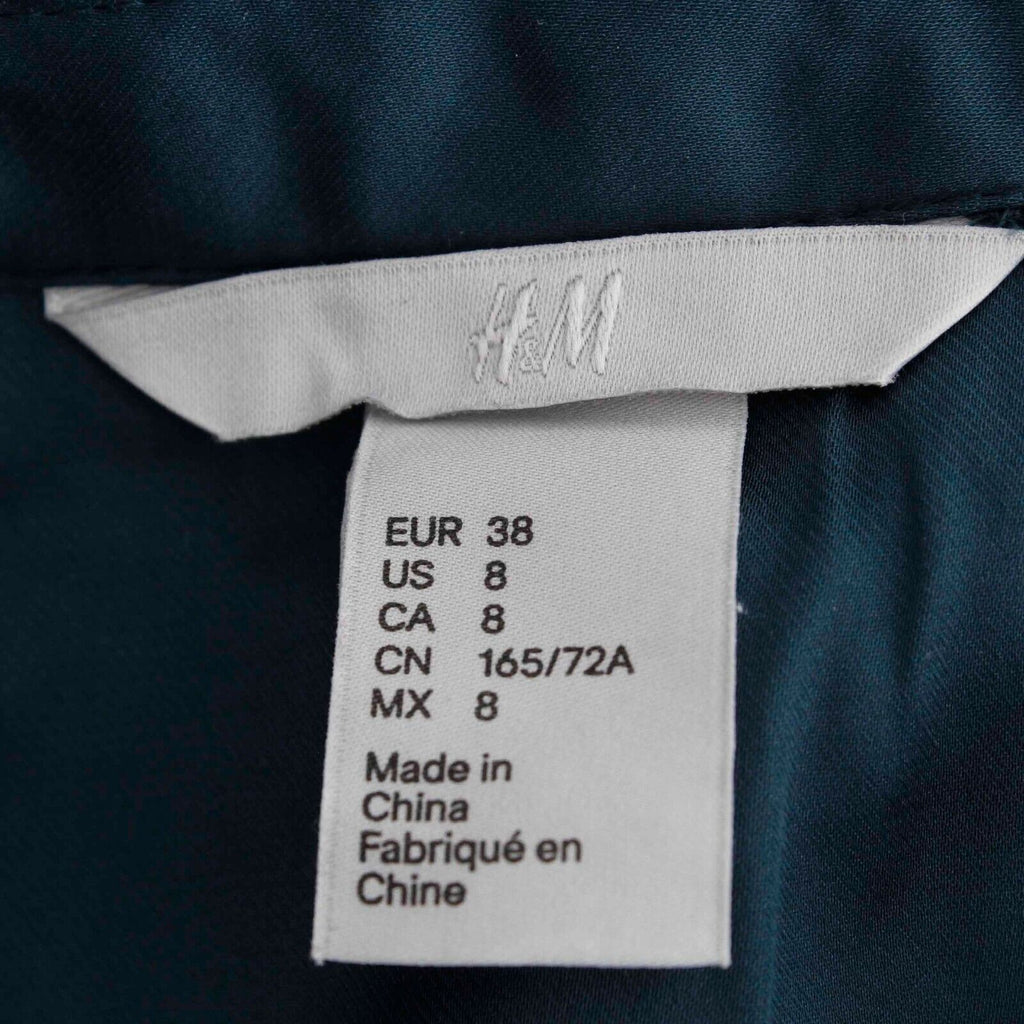 H&M
EUR 38
US 8
CA 8
CN 165/72A
MX 8
Made in
China
Fabriqué en
Chine